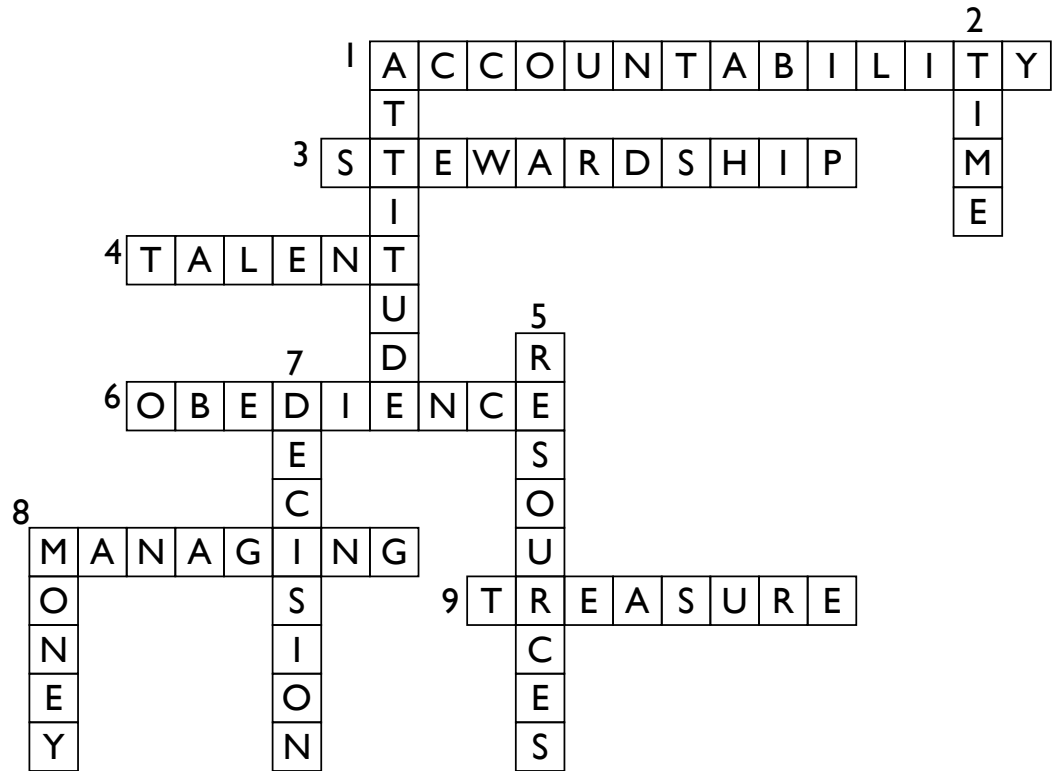 2
1 ACCOUNTABILITY
T I
3 STEWARDSHIP M
I E
4 TALENT
U 5
7 D R
6 OBEDIENCE
E S
8 C O
MANAGING U
O S 9 TREASURE
N I C
E O E
Y N S